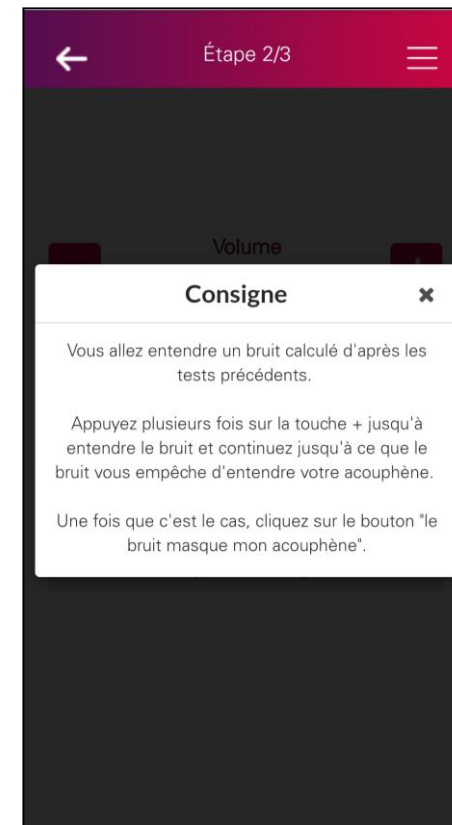 Étape 2/3
Volume
Consigne
Vous allez entendre un bruit calculé d'après les
tests précédents.
Appuyez plusieurs fois sur la touche + jusqu'à
entendre le bruit et continuez jusqu'à ce que le
bruit vous empêche d'entendre votre acouphène.
Une fois que c'est le cas, cliquez sur le bouton "le
bruit masque mon acouphène".